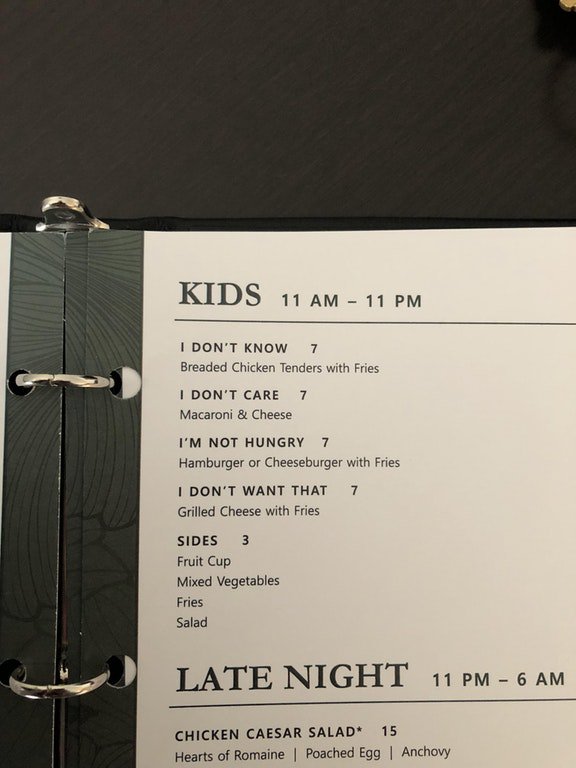 KIDS 11 AM – 11 PM
I DON'T KNOW 7
Breaded Chicken Tenders with Fries
I DON'T CARE 7
Macaroni & Cheese
I'M NOT HUNGRY 7
Hamburger or Cheeseburger with Fries
I DON'T WANT THAT 7
Grilled Cheese with Fries
SIDES 3
Fruit Cup
Mixed Vegetables
Fries
Salad
LATE NIGHT 11 PM – 6 AM
CHICKEN CAESAR SALAD* 15
Hearts of Romaine | Poached Egg | Anchovy